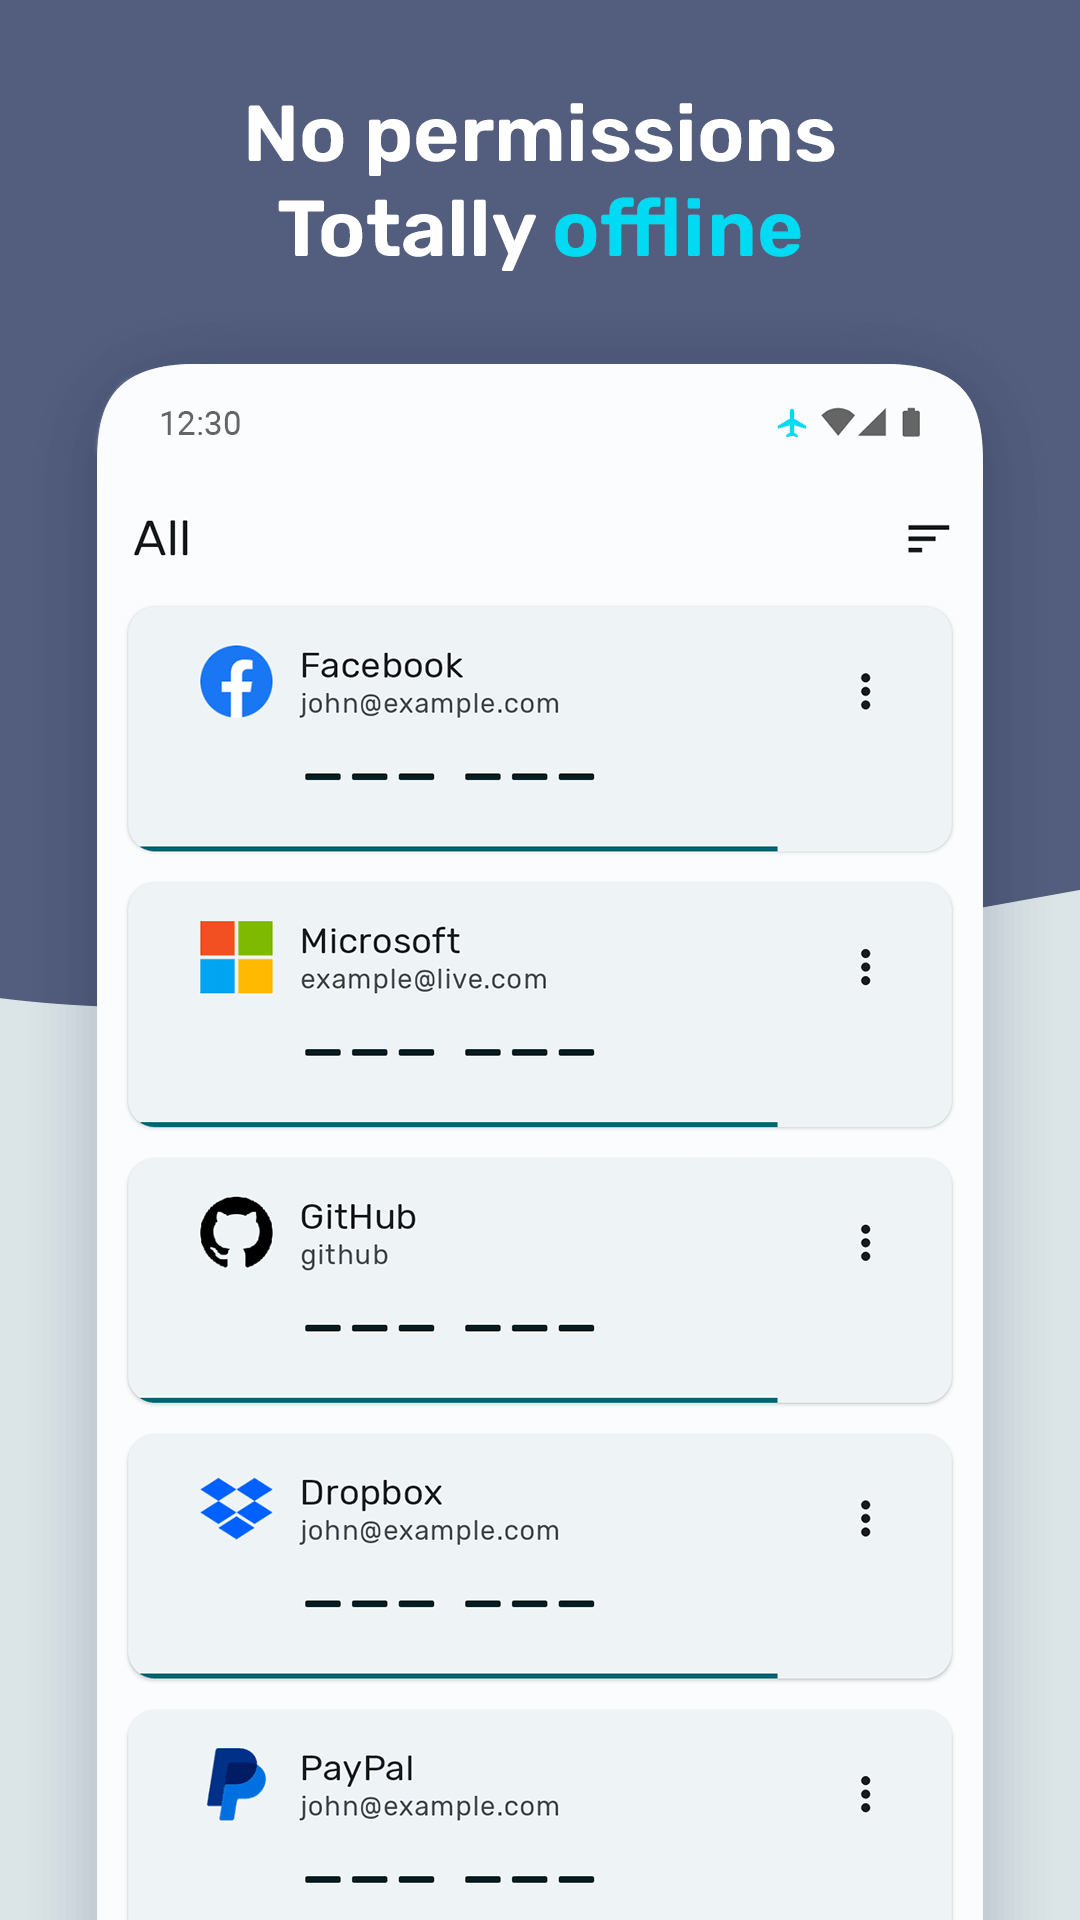 No permissions
Totally offline
12:30
All
Facebook
john@example.com
Microsoft
example@live.com
GitHub
github
Dropbox
john@example.com
PayPal
john@example.com